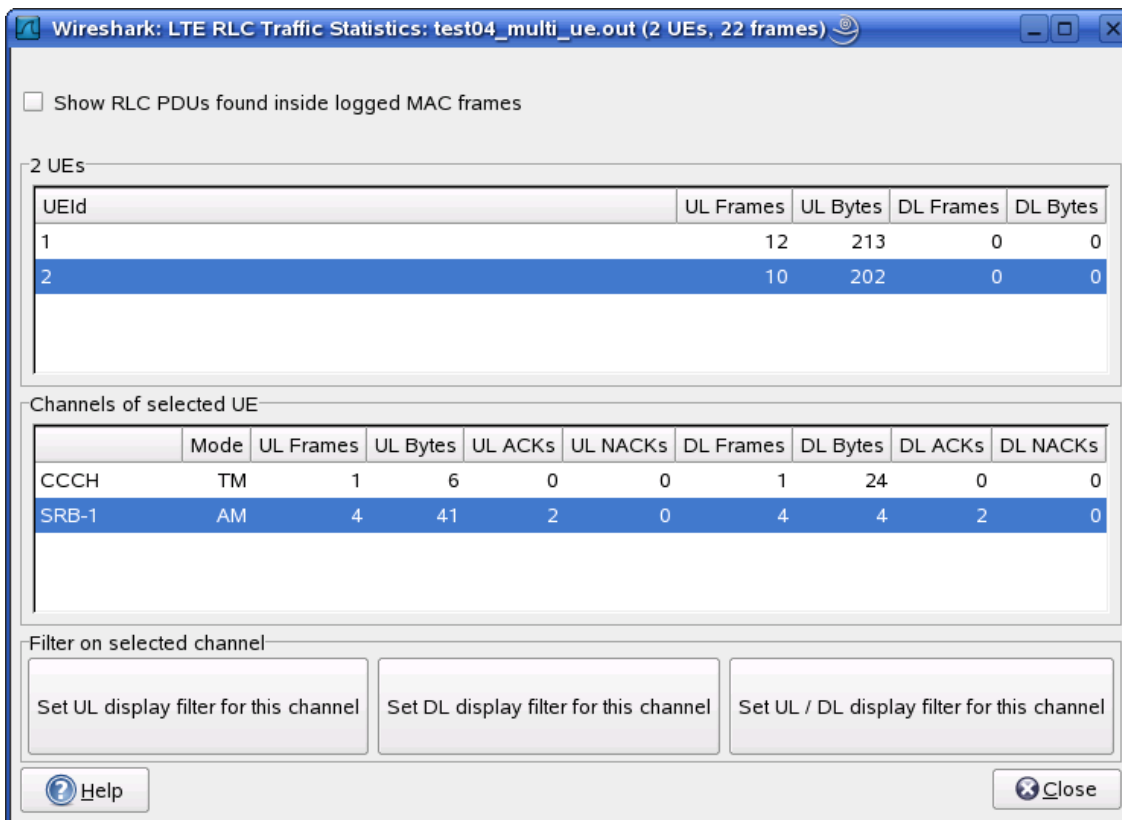 Wireshark: LTE RLC Traffic Statistics: test04_multi_ue.out (2 UEs, 22 frames)
Show RLC PDUs found inside logged MAC frames
2 UEs
UEId UL Frames UL Bytes DL Frames DL Bytes
1 12 213 0 0
2 10 202 0 0
Channels of selected UE
Mode UL Frames UL Bytes UL ACKs UL NACKs DL Frames DL Bytes DL ACKs DL NACKs
CCCH TM 1 6 0 0 1 24 0 0
SRB-1 AM 4 41 2 0 4 4 2 0
Filter on selected channel
Set UL display filter for this channel Set DL display filter for this channel Set UL / DL display filter for this channel
Help Close